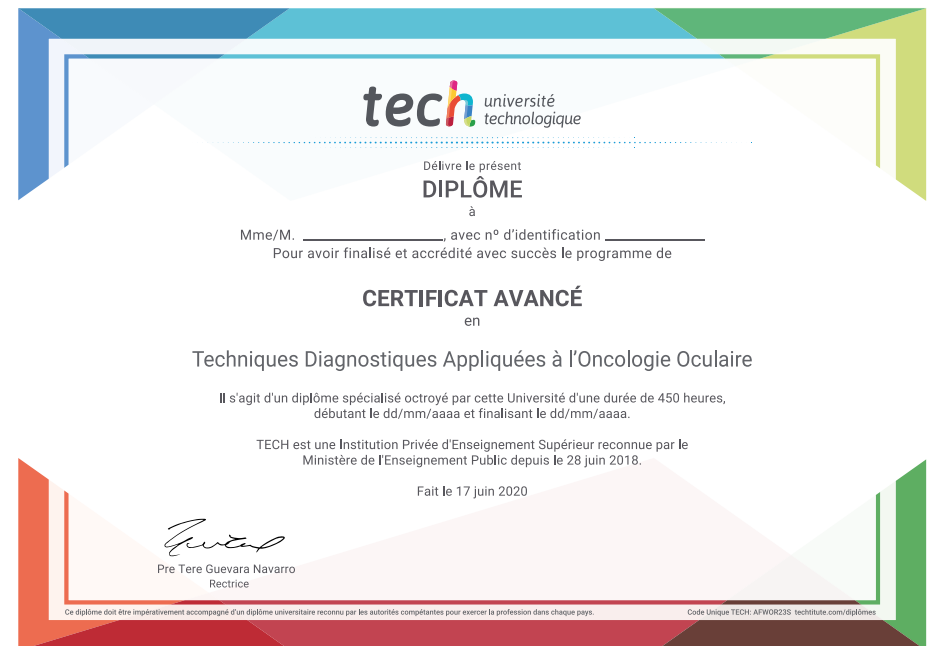 tech université
technologique
Délivre le présent
DIPLÔME
à
Mme/M. ____________________, avec nº d'identification ______________
Pour avoir finalisé et accrédité avec succès le programme de
CERTIFICAT AVANCÉ
en
Techniques Diagnostiques Appliquées à l'Oncologie Oculaire
Il s'agit d'un diplôme spécialisé octroyé par cette Université d'une durée de 450 heures,
débutant le dd/mm/aaaa et finalisant le dd/mm/aaaa.
TECH est une Institution Privée d'Enseignement Supérieur reconnue par le
Ministère de l'Enseignement Public depuis le 28 juin 2018.
Fait le 17 juin 2020
Pre Tere Guevara Navarro
Rectrice
Ce diplôme doit être impérativement accompagné d'un diplôme universitaire reconnu par les autorités compétantes pour exercer la profession dans chaque pays.
Code Unique TECH: AFWOR23S techtitute.com/diplômes